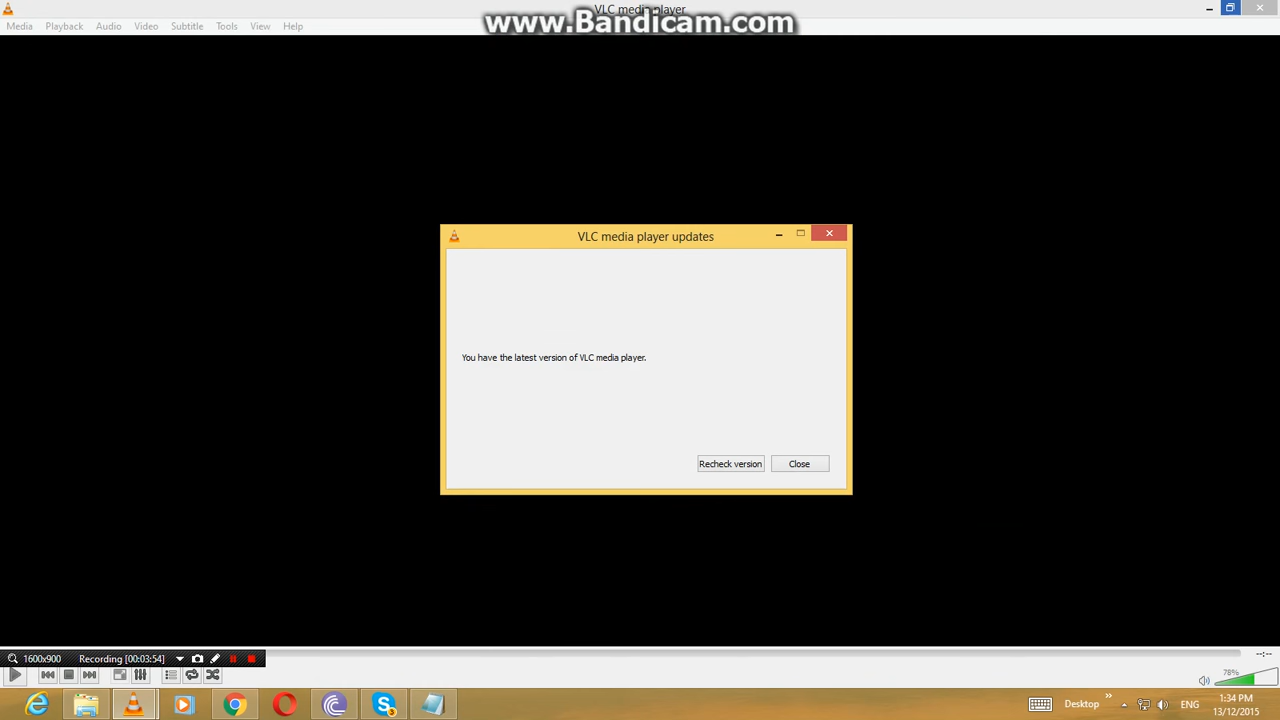 VLC media player
www.Bandicam.com
Media Playback Audio Video Subtitle Tools View Help
VLC media player updates
You have the latest version of VLC media player.
Recheck version Close
1600x900 Recording [00:03:54]
--:--
78%
Desktop
ENG
1:34 PM
13/12/2015